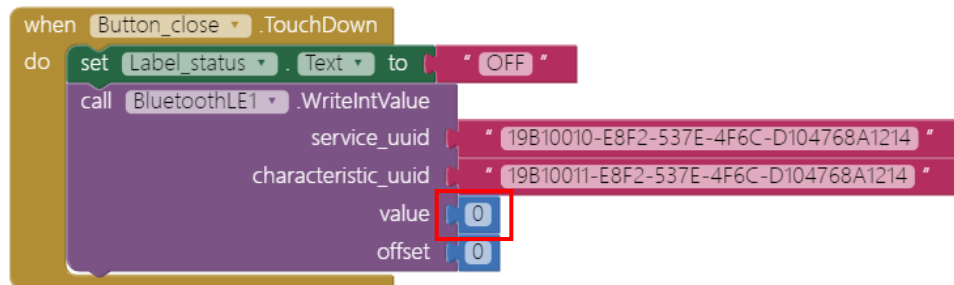 when Button_close .TouchDown
do set Label_status . Text to " OFF "
call BluetoothLE1 .WriteIntValue
service_uuid " 19B10010-E8F2-537E-4F6C-D104768A1214 "
characteristic_uuid " 19B10011-E8F2-537E-4F6C-D104768A1214 "
value 0
offset 0